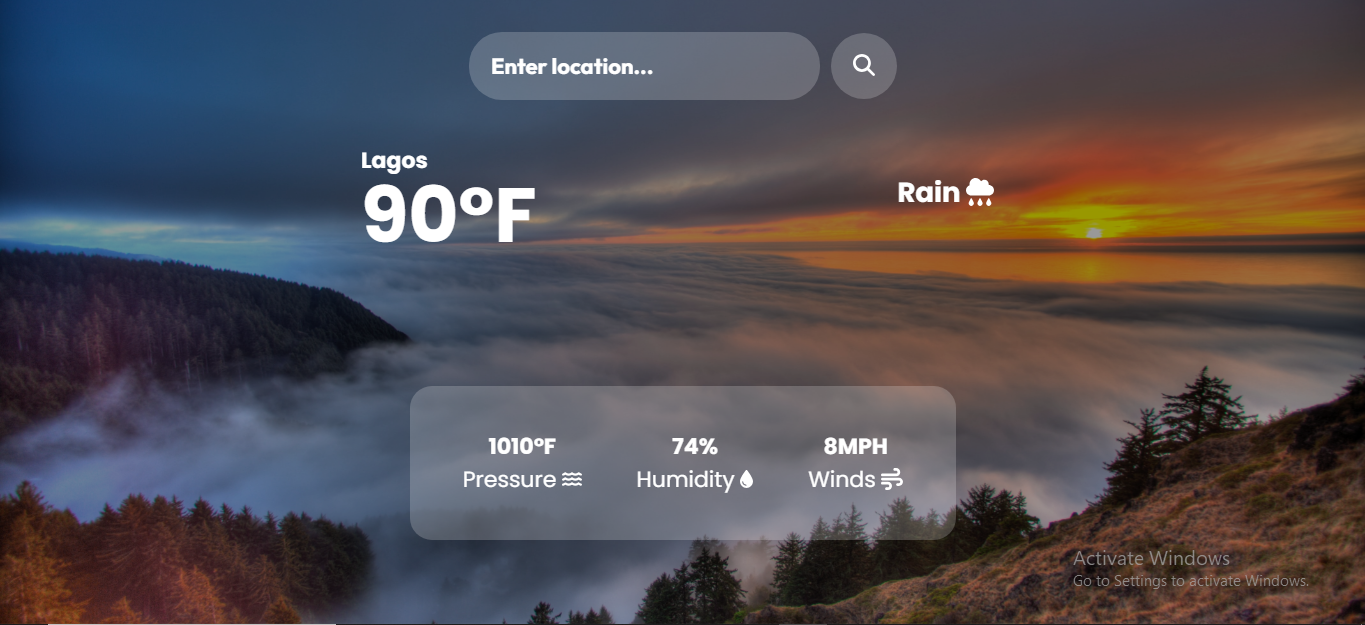 Enter location...
Lagos
90°F
Rain
1010°F
Pressure
74%
Humidity
8MPH
Winds
Activate Windows
Go to Settings to activate Windows.